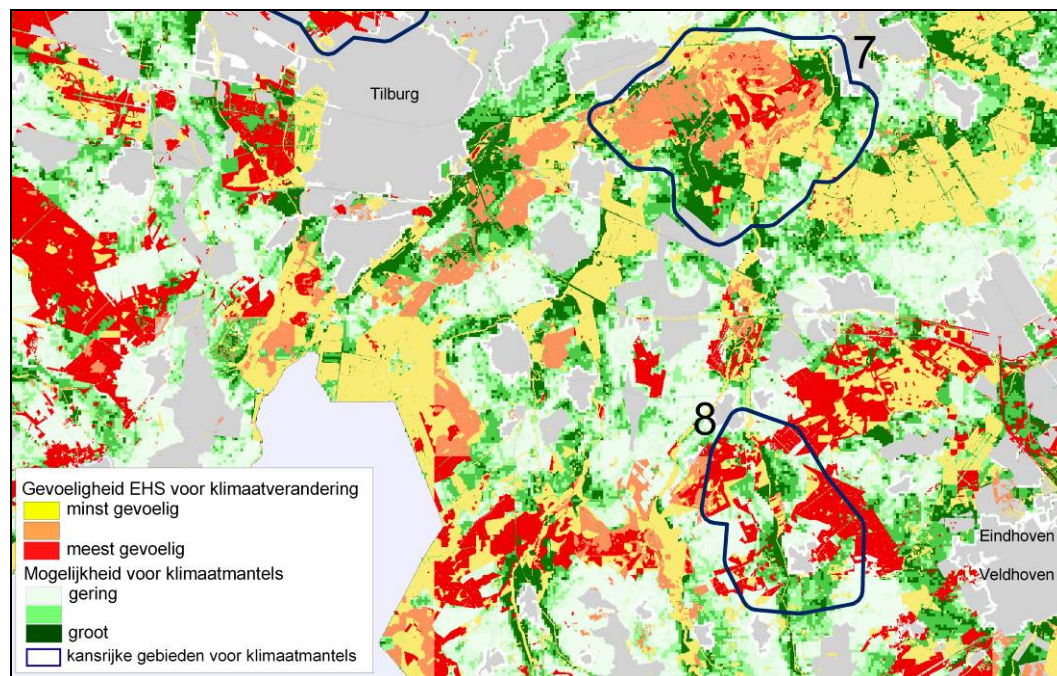 Tilburg
7
8
Eindhoven
Veldhoven
Gevoeligheid EHS voor klimaatverandering
minst gevoelig
meest gevoelig
Mogelijkheid voor klimaatmantels
gering
groot
kansrijke gebieden voor klimaatmantels